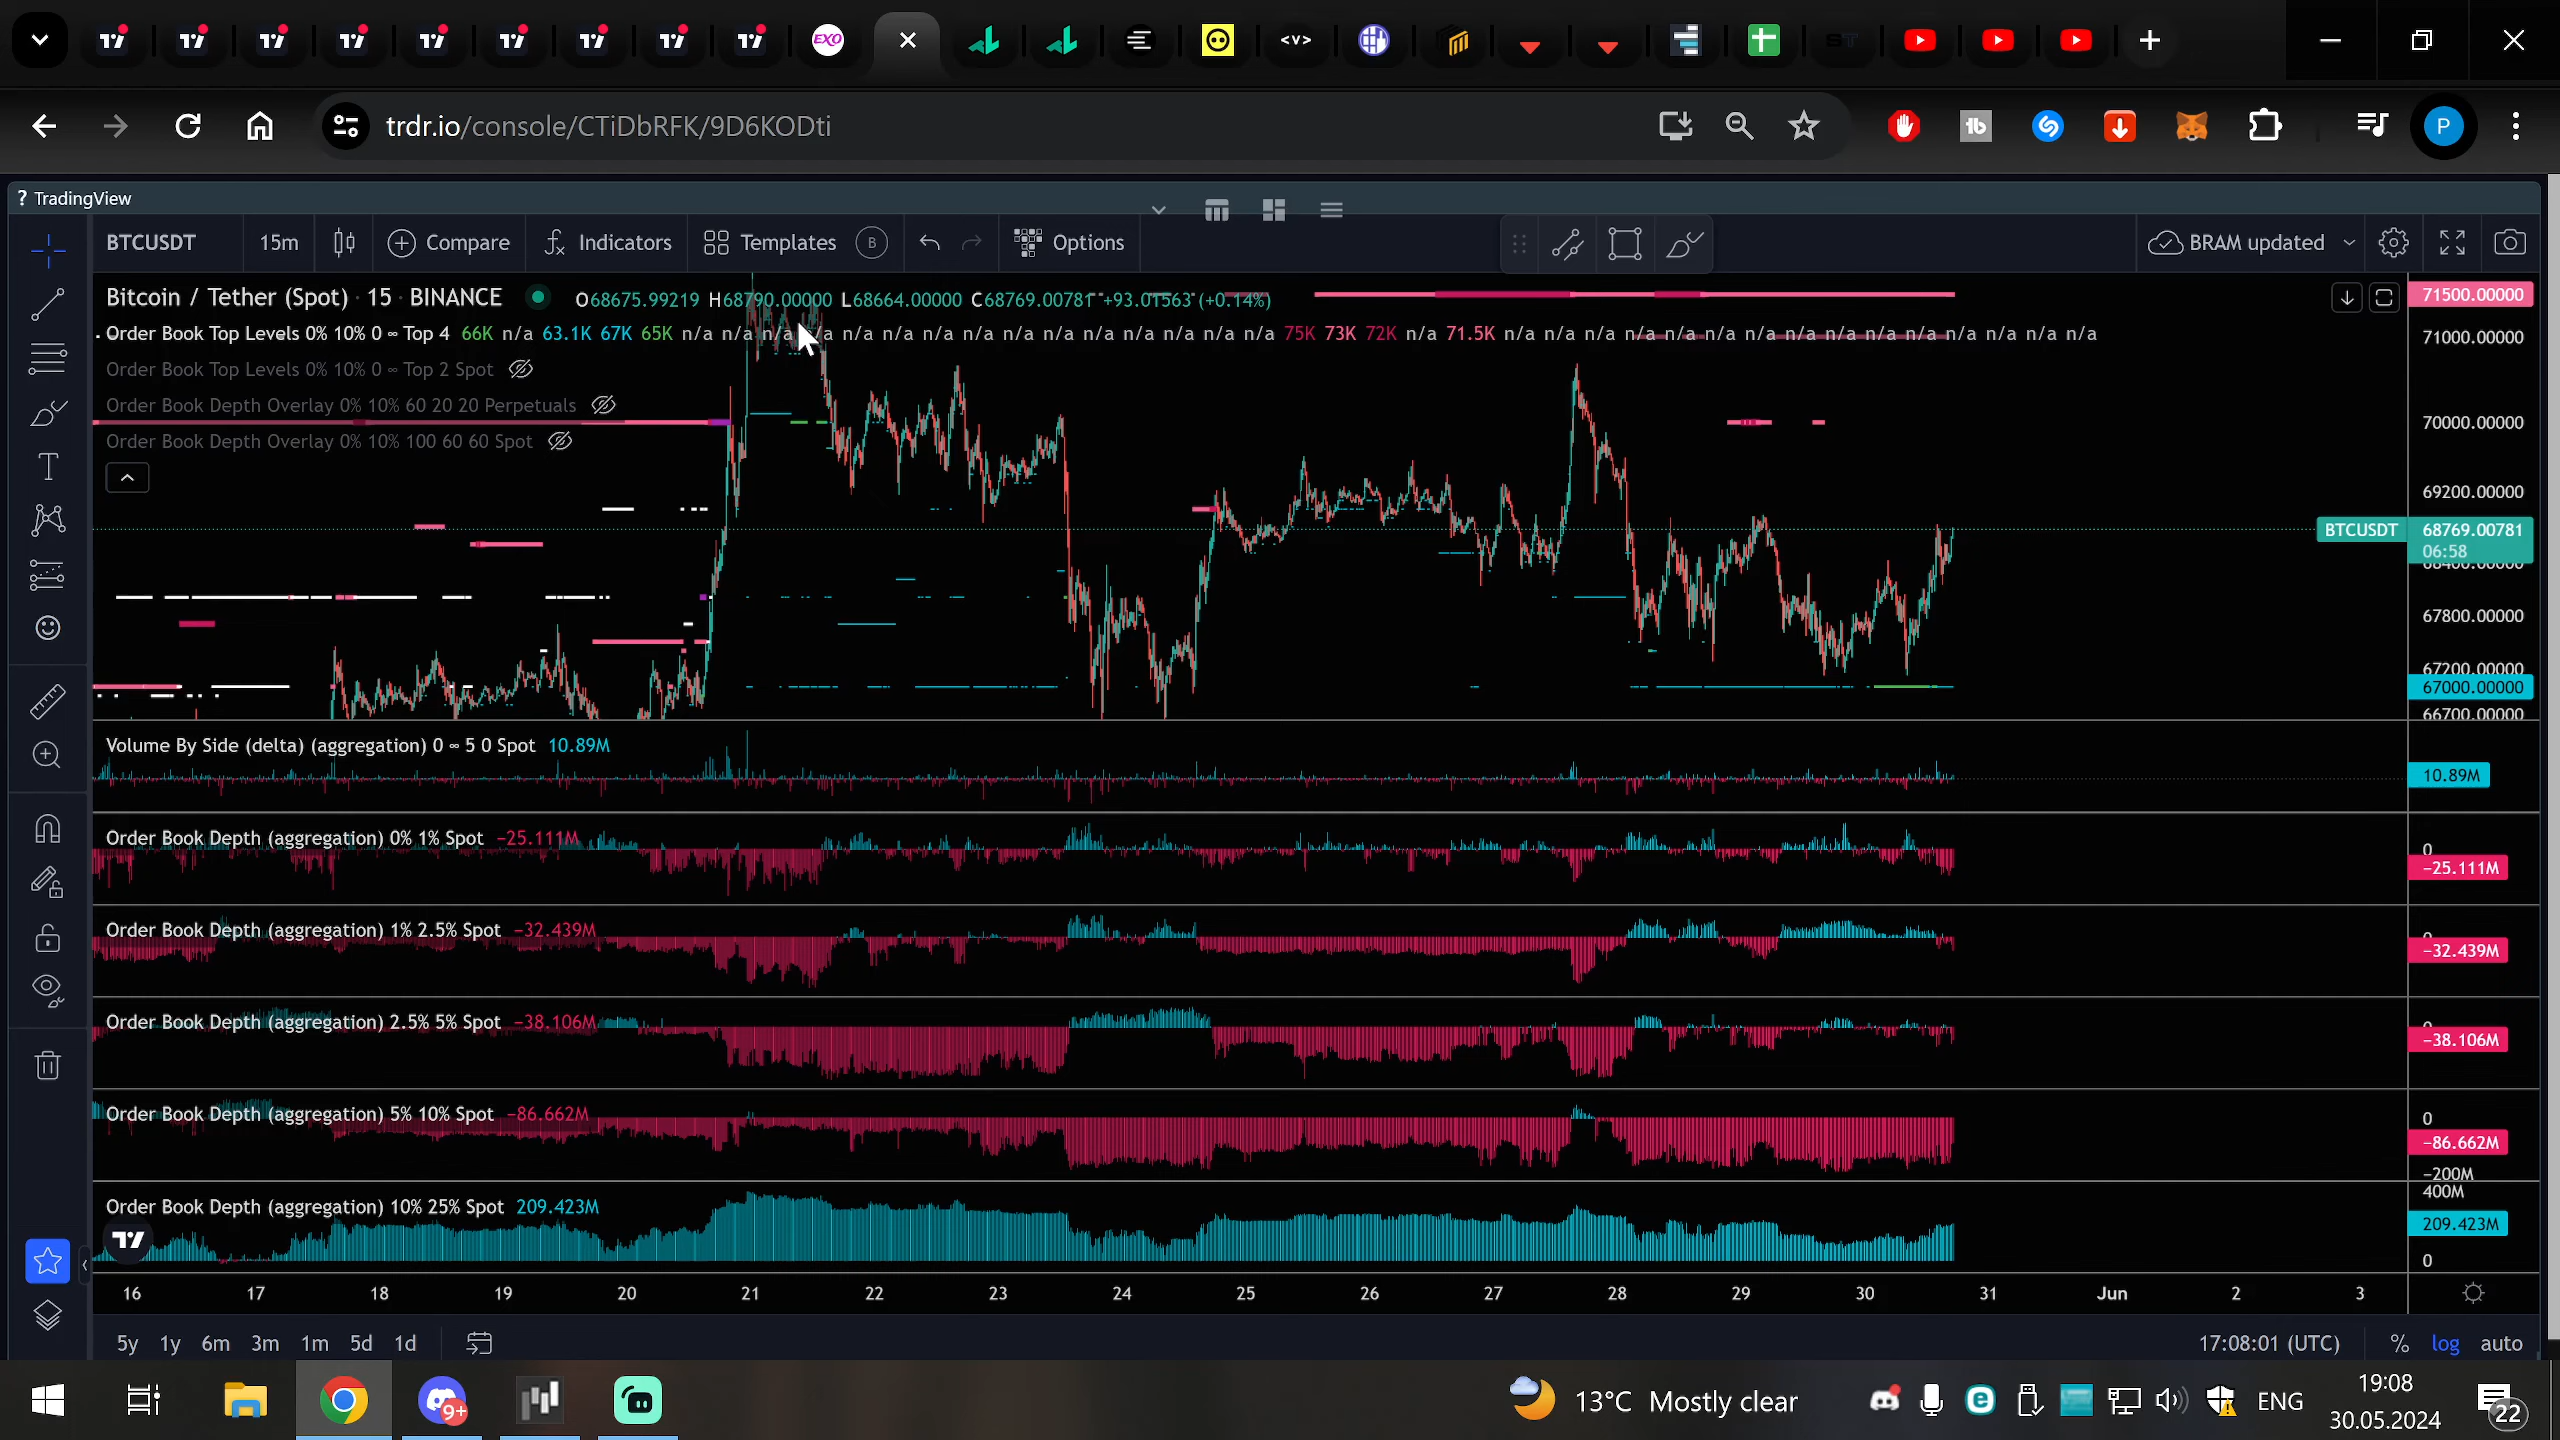 trdr.io/console/CTiDbRFK/9D6KODti
P
? TradingView
BTCUSDT 15m Compare Indicators Templates B Options BRAM updated
Bitcoin / Tether (Spot) · 15 · BINANCE O68675.99219 H68790.00000 L68664.00000 C68769.00781 +93.01563 (+0.14%)
Order Book Top Levels 0% 10% 0 ∞ Top 4 66K n/a 63.1K 67K 65K n/a n/a n/a n/a n/a n/a n/a n/a n/a n/a n/a n/a n/a n/a n/a 75K 73K 72K n/a 71.5K n/a n/a n/a n/a n/a n/a n/a n/a n/a n/a n/a n/a n/a n/a n/a
Order Book Top Levels 0% 10% 0 ∞ Top 2 Spot
Order Book Depth Overlay 0% 10% 60 20 20 Perpetuals
Order Book Depth Overlay 0% 10% 100 60 60 Spot
71500.00000
71000.00000
70000.00000
69200.00000
BTCUSDT 68769.00781
06:58
68400.00000
67800.00000
67200.00000
67000.00000
66700.00000
Volume By Side (delta) (aggregation) 0 ∞ 5 0 Spot 10.89M
10.89M
Order Book Depth (aggregation) 0% 1% Spot −25.111M
0
−25.111M
Order Book Depth (aggregation) 1% 2.5% Spot −32.439M
0
−32.439M
Order Book Depth (aggregation) 2.5% 5% Spot −38.106M
0
−38.106M
Order Book Depth (aggregation) 5% 10% Spot −86.662M
0
−86.662M
−200M
400M
Order Book Depth (aggregation) 10% 25% Spot 209.423M
209.423M
0
16 17 18 19 20 21 22 23 24 25 26 27 28 29 30 31 Jun 2 3
5y 1y 6m 3m 1m 5d 1d 17:08:01 (UTC) % log auto
9+ 13°C Mostly clear ENG 19:08
30.05.2024
22